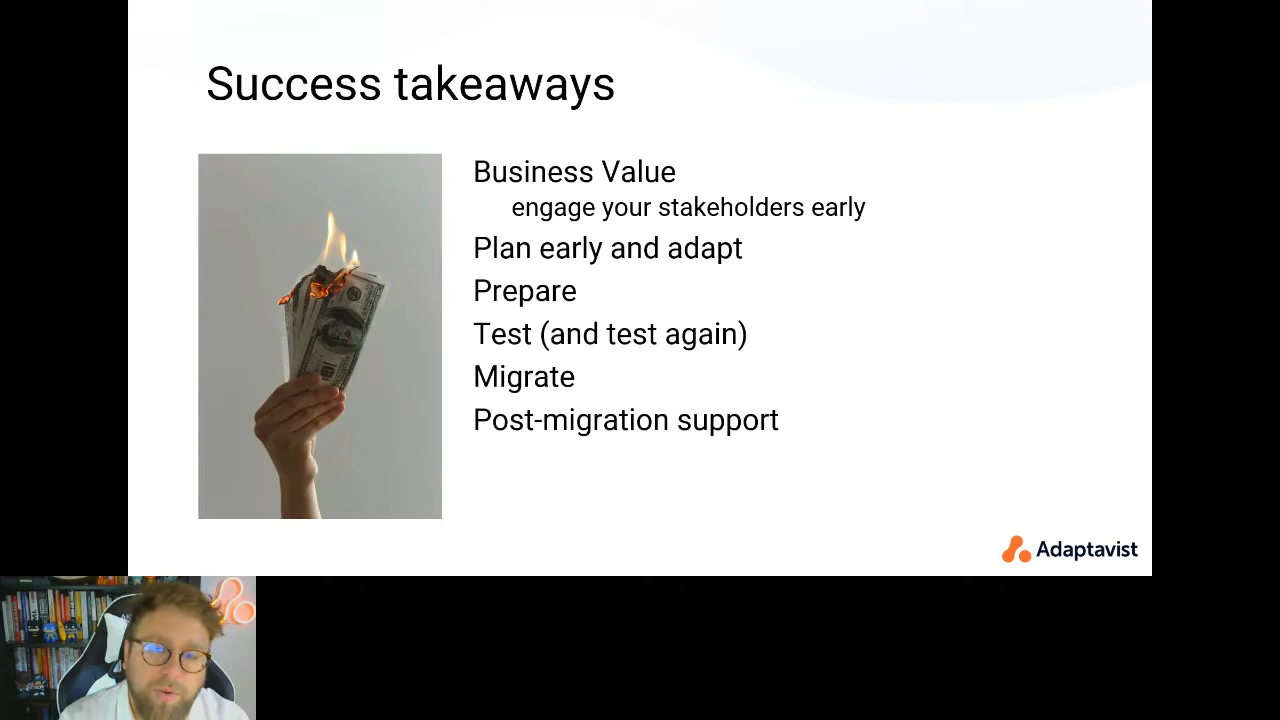 Success takeaways
Business Value
engage your stakeholders early
Plan early and adapt
Prepare
Test (and test again)
Migrate
Post-migration support
Adaptavist